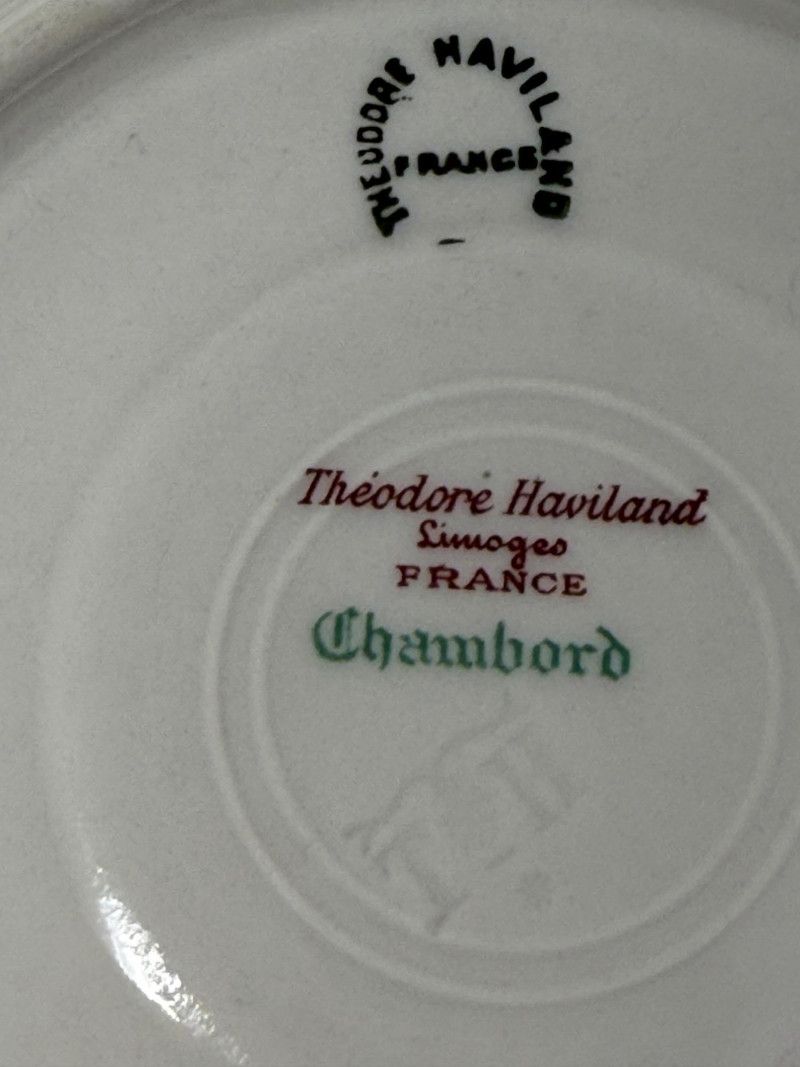 THEODORE HAVILAND
FRANCE
Théodore Haviland
Limoges
FRANCE
Chambord